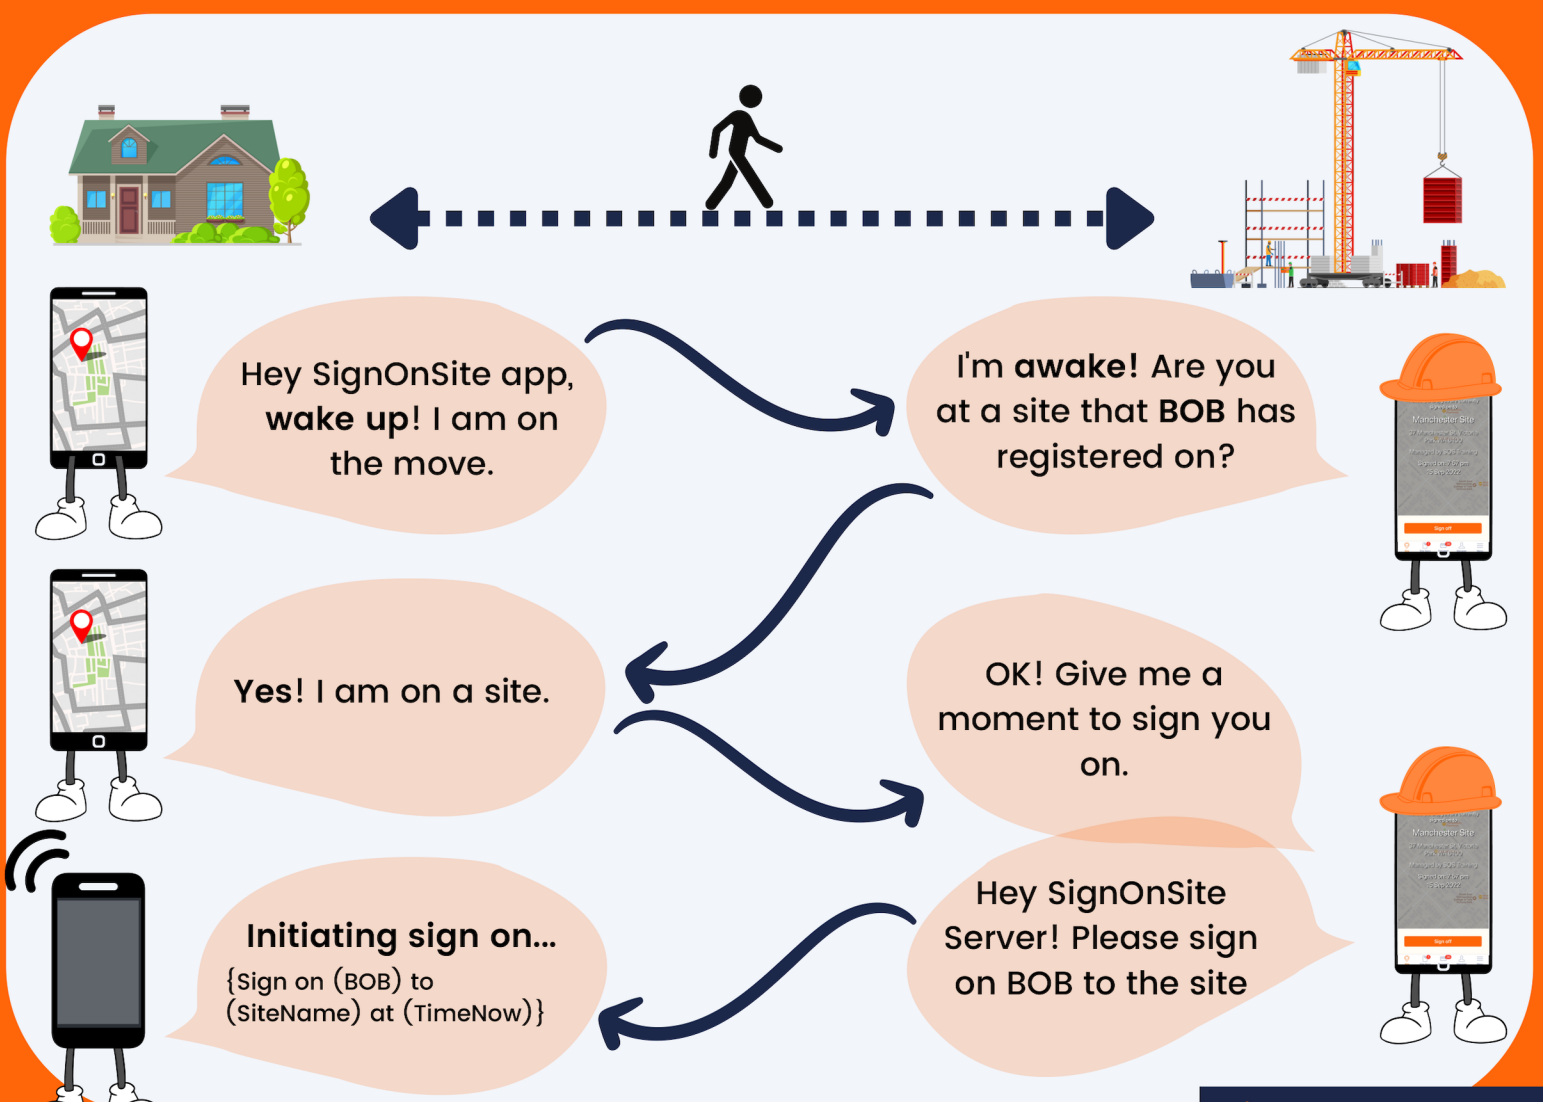 Hey SignOnSite app,
wake up! I am on
the move.
I'm awake! Are you
at a site that BOB has
registered on?
Manchester Site
Sign off
Yes! I am on a site.
OK! Give me a
moment to sign you
on.
Hey SignOnSite
Server! Please sign
on BOB to the site
Manchester Site
Sign off
Initiating sign on...
{Sign on (BOB) to
(SiteName) at (TimeNow)}